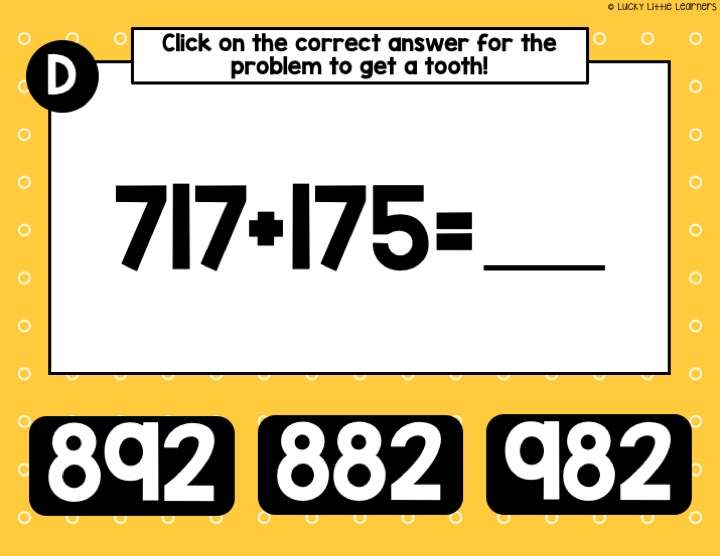 © Lucky Little Learners
Click on the correct answer for the
problem to get a tooth!
D
717+175=___
892 882 982